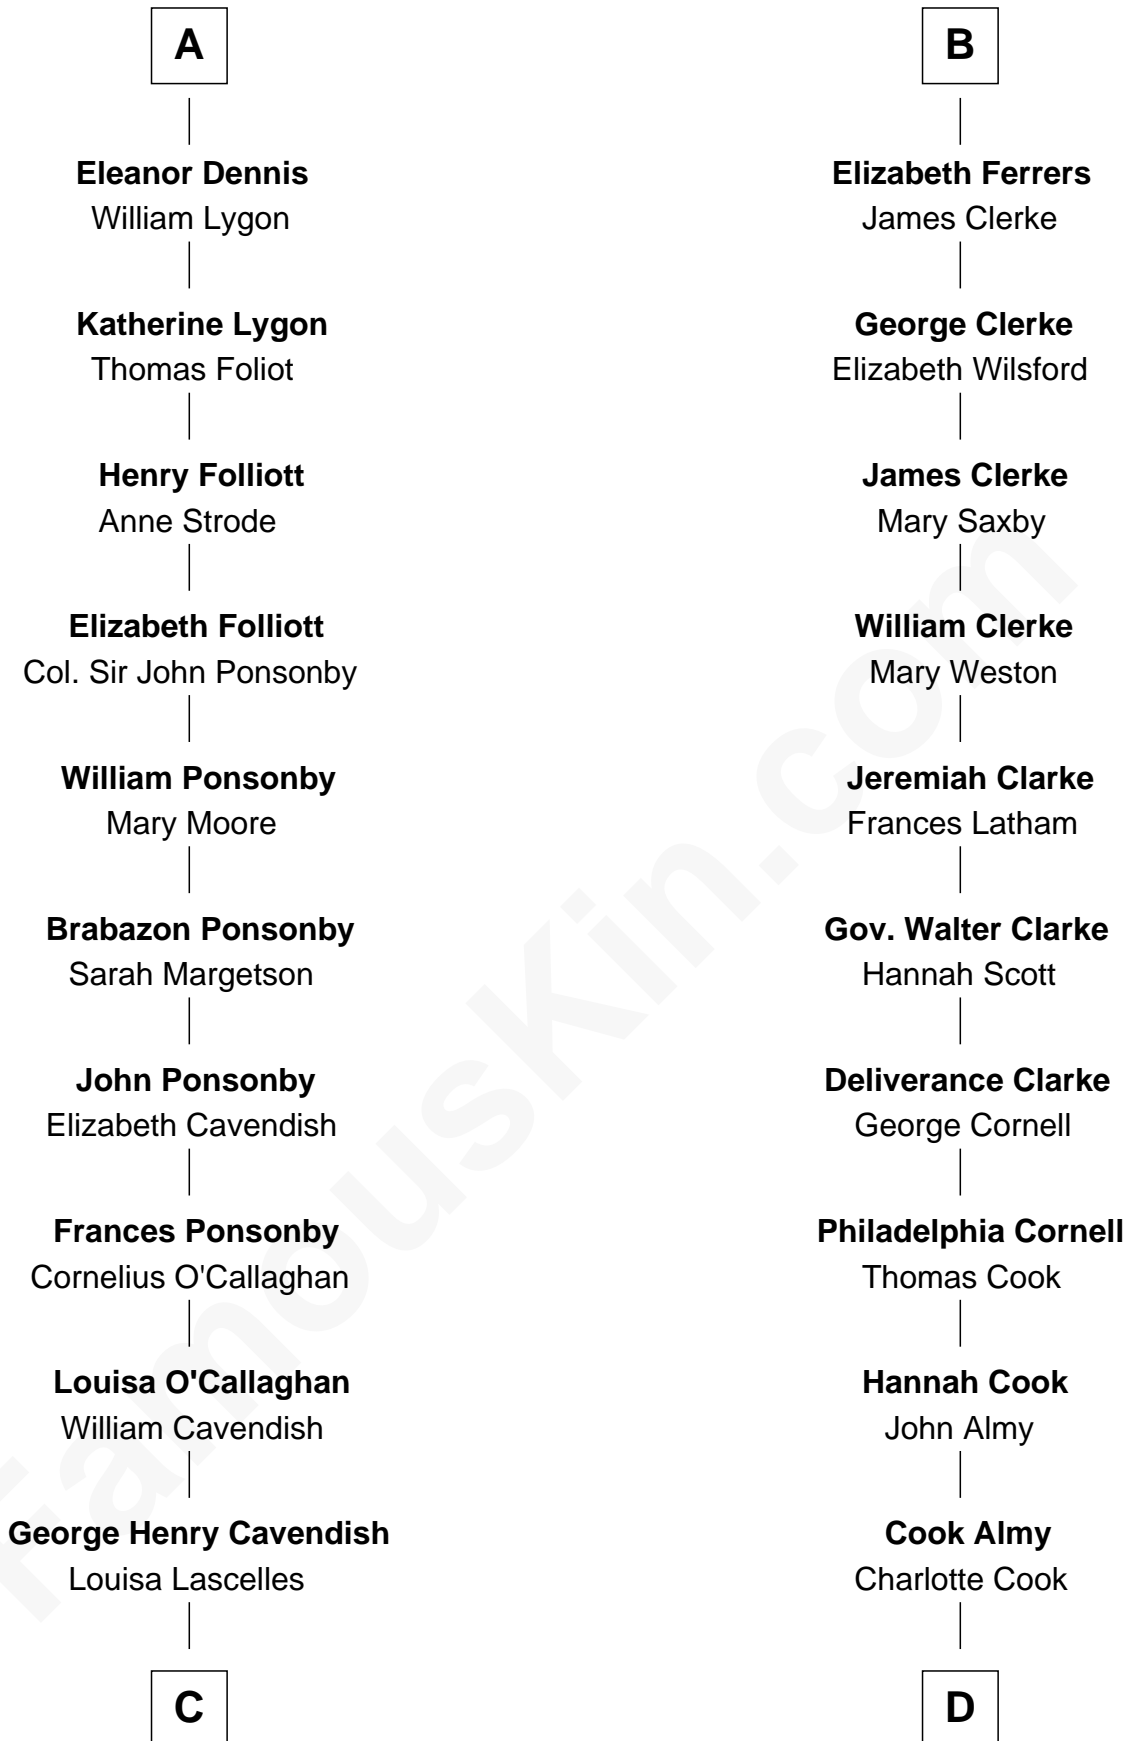 A
Eleanor Dennis
William Lygon
Katherine Lygon
Thomas Foliot
Henry Folliott
Anne Strode
Elizabeth Folliott
Col. Sir John Ponsonby
William Ponsonby
Mary Moore
Brabazon Ponsonby
Sarah Margetson
John Ponsonby
Elizabeth Cavendish
Frances Ponsonby
Cornelius O'Callaghan
Louisa O'Callaghan
William Cavendish
George Henry Cavendish
Louisa Lascelles
C
B
Elizabeth Ferrers
James Clerke
George Clerke
Elizabeth Wilsford
James Clerke
Mary Saxby
William Clerke
Mary Weston
Jeremiah Clarke
Frances Latham
Gov. Walter Clarke
Hannah Scott
Deliverance Clarke
George Cornell
Philadelphia Cornell
Thomas Cook
Hannah Cook
John Almy
Cook Almy
Charlotte Cook
D
FamousKin.com